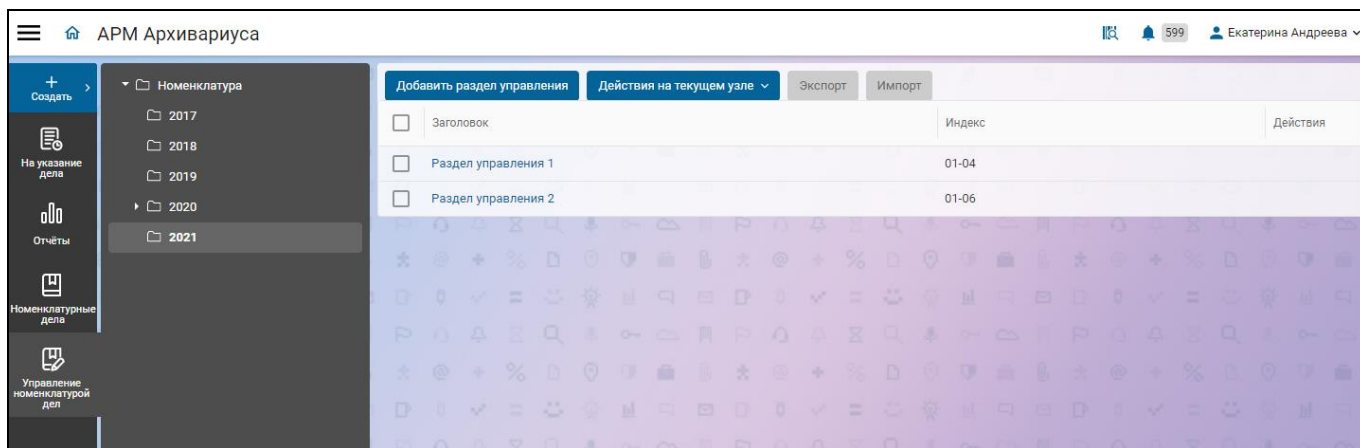 АРМ Архивариуса
599
Екатерина Андреева
+ Создать
На указание
дела
Отчёты
Номенклатурные
дела
Управление
номенклатурой
дел
Номенклатура
2017
2018
2019
2020
2021
Добавить раздел управления Действия на текущем узле Экспорт Импорт
Заголовок Индекс Действия
Раздел управления 1 01-04
Раздел управления 2 01-06